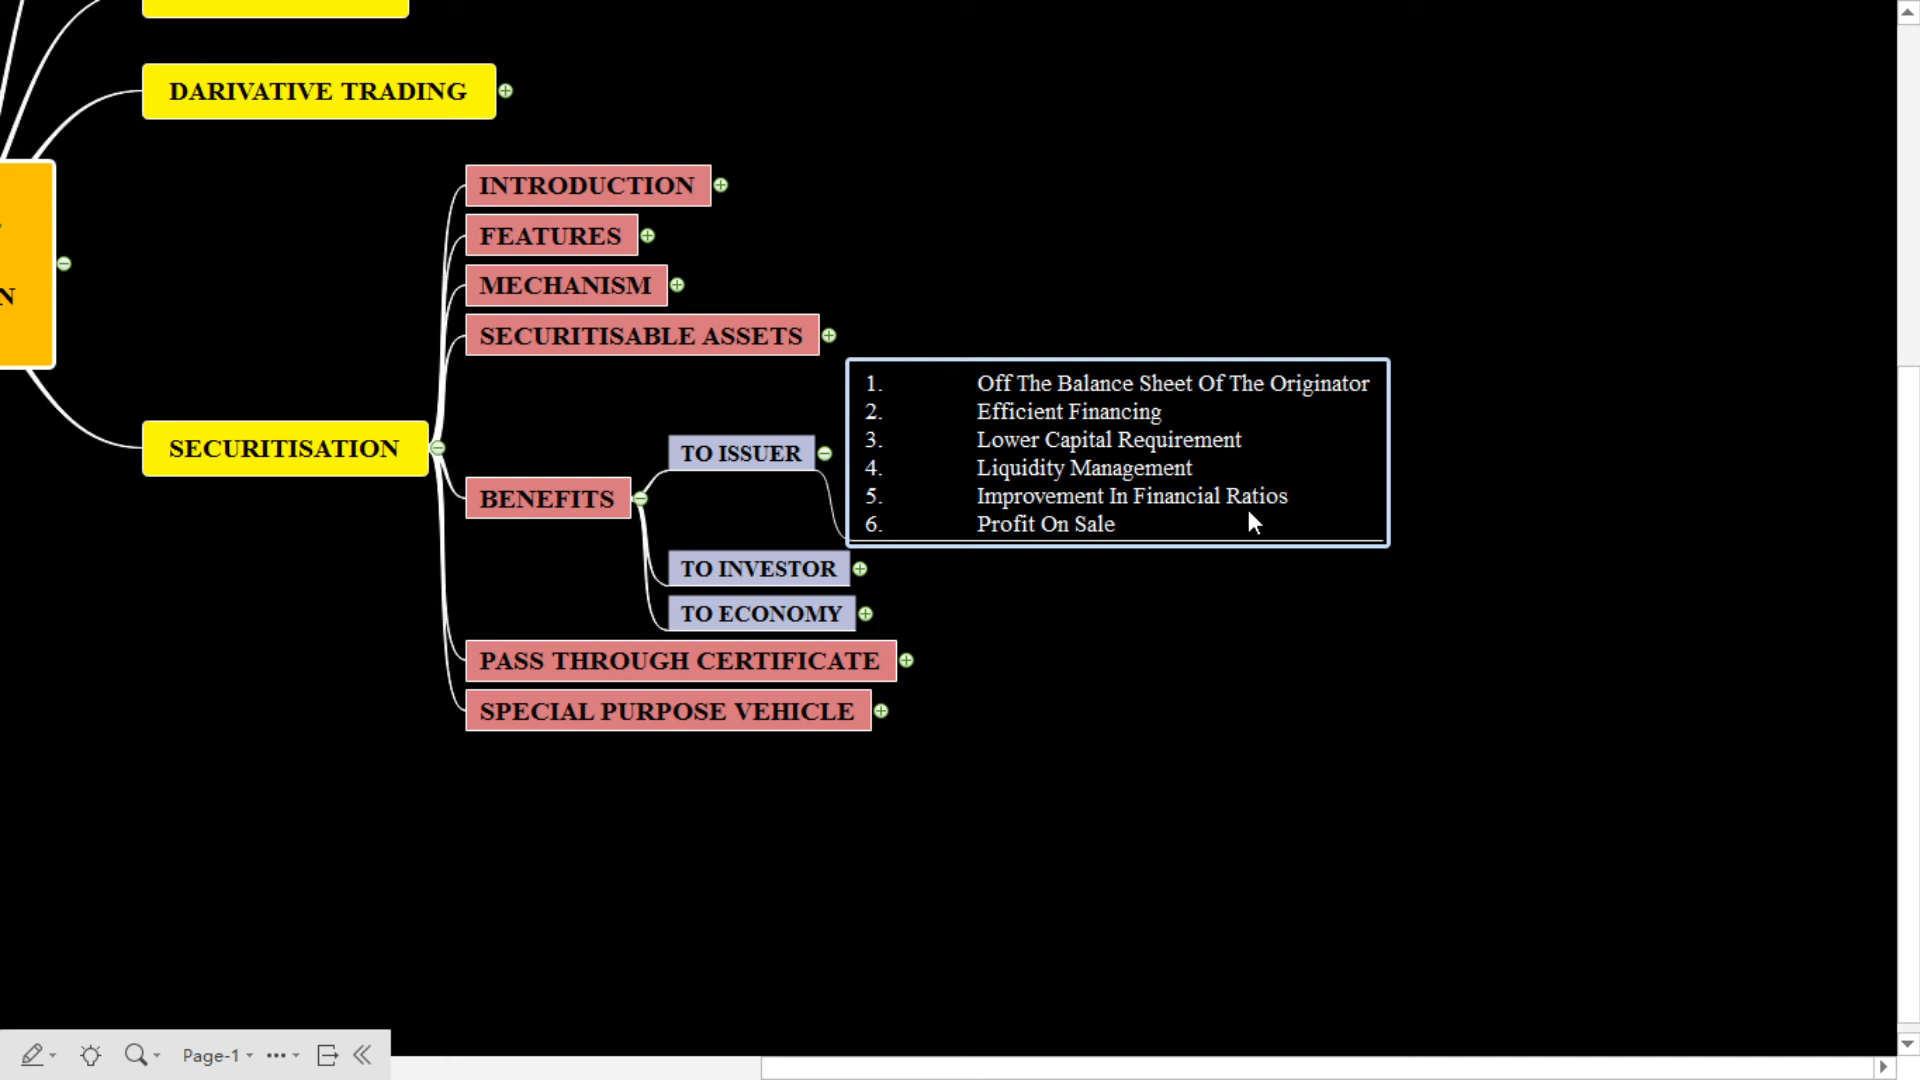 DARIVATIVE TRADING
N
INTRODUCTION
FEATURES
MECHANISM
SECURITISABLE ASSETS
SECURITISATION
BENEFITS
TO ISSUER
1. Off The Balance Sheet Of The Originator
2. Efficient Financing
3. Lower Capital Requirement
4. Liquidity Management
5. Improvement In Financial Ratios
6. Profit On Sale
TO INVESTOR
TO ECONOMY
PASS THROUGH CERTIFICATE
SPECIAL PURPOSE VEHICLE
Page-1